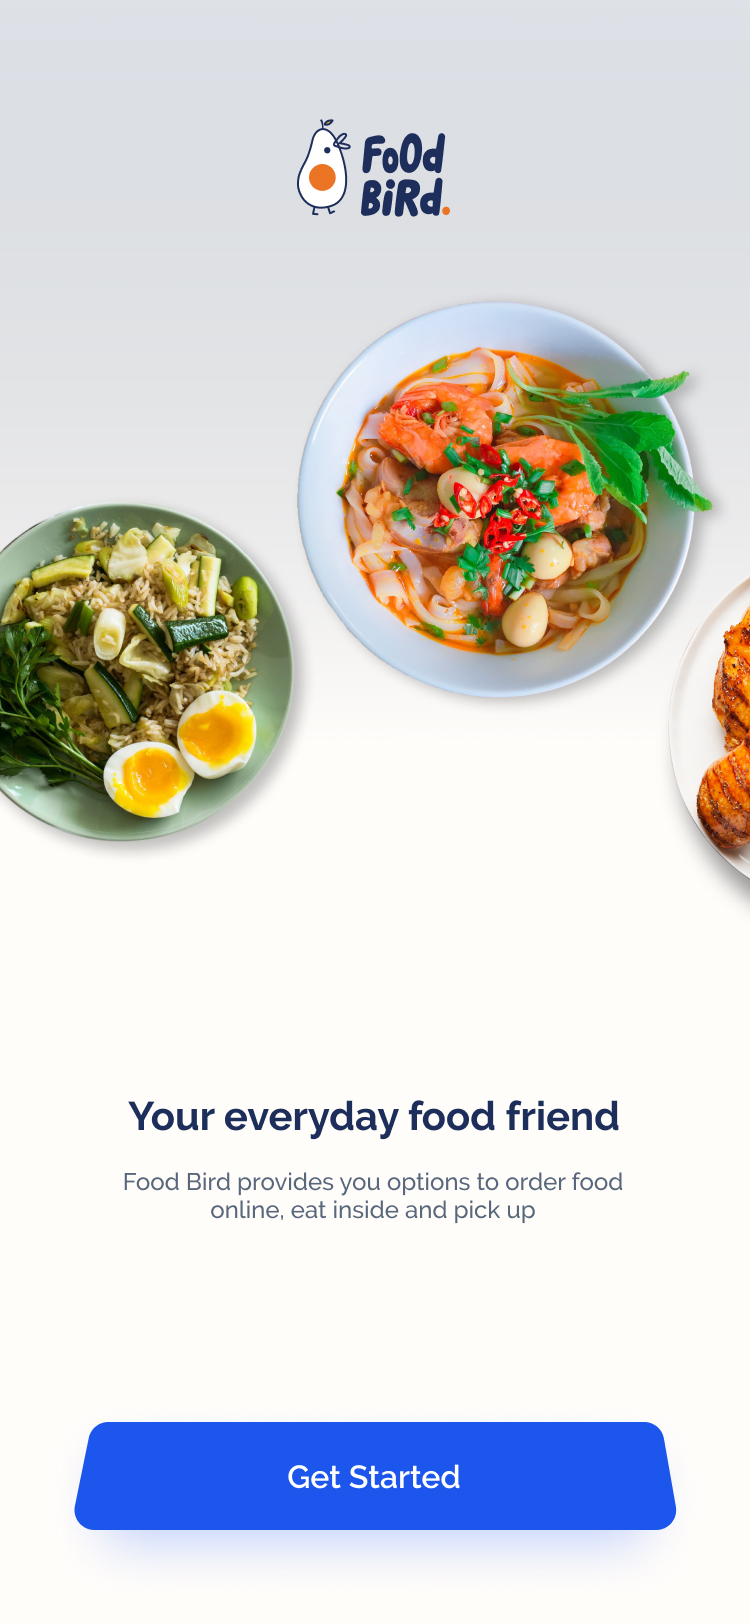 FoOd
BiRd.
Your everyday food friend
Food Bird provides you options to order food
online, eat inside and pick up
Get Started